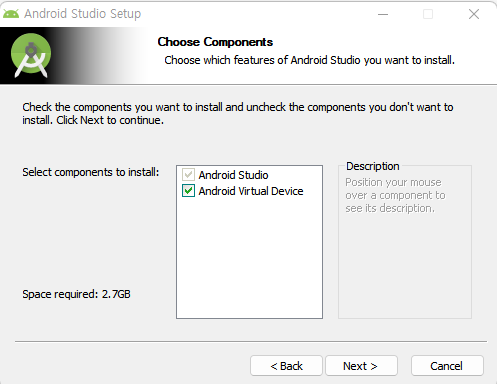 Android Studio Setup
Choose Components
Choose which features of Android Studio you want to install.
Check the components you want to install and uncheck the components you don't want to
install. Click Next to continue.
Select components to install:
Android Studio
Android Virtual Device
Description
Position your mouse
over a component to
see its description.
Space required: 2.7GB
< Back
Next >
Cancel